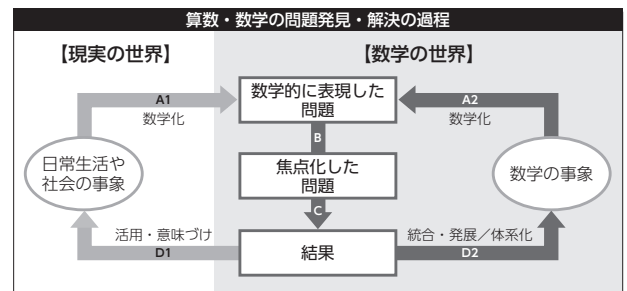 算数・数学の問題発見・解決の過程
【現実の世界】
【数学の世界】
A1
数学化
数学的に表現した
問題
A2
数学化
B
日常生活や
社会の事象
焦点化した
問題
数学の事象
C
活用・意味づけ
D1
結果
統合・発展/体系化
D2